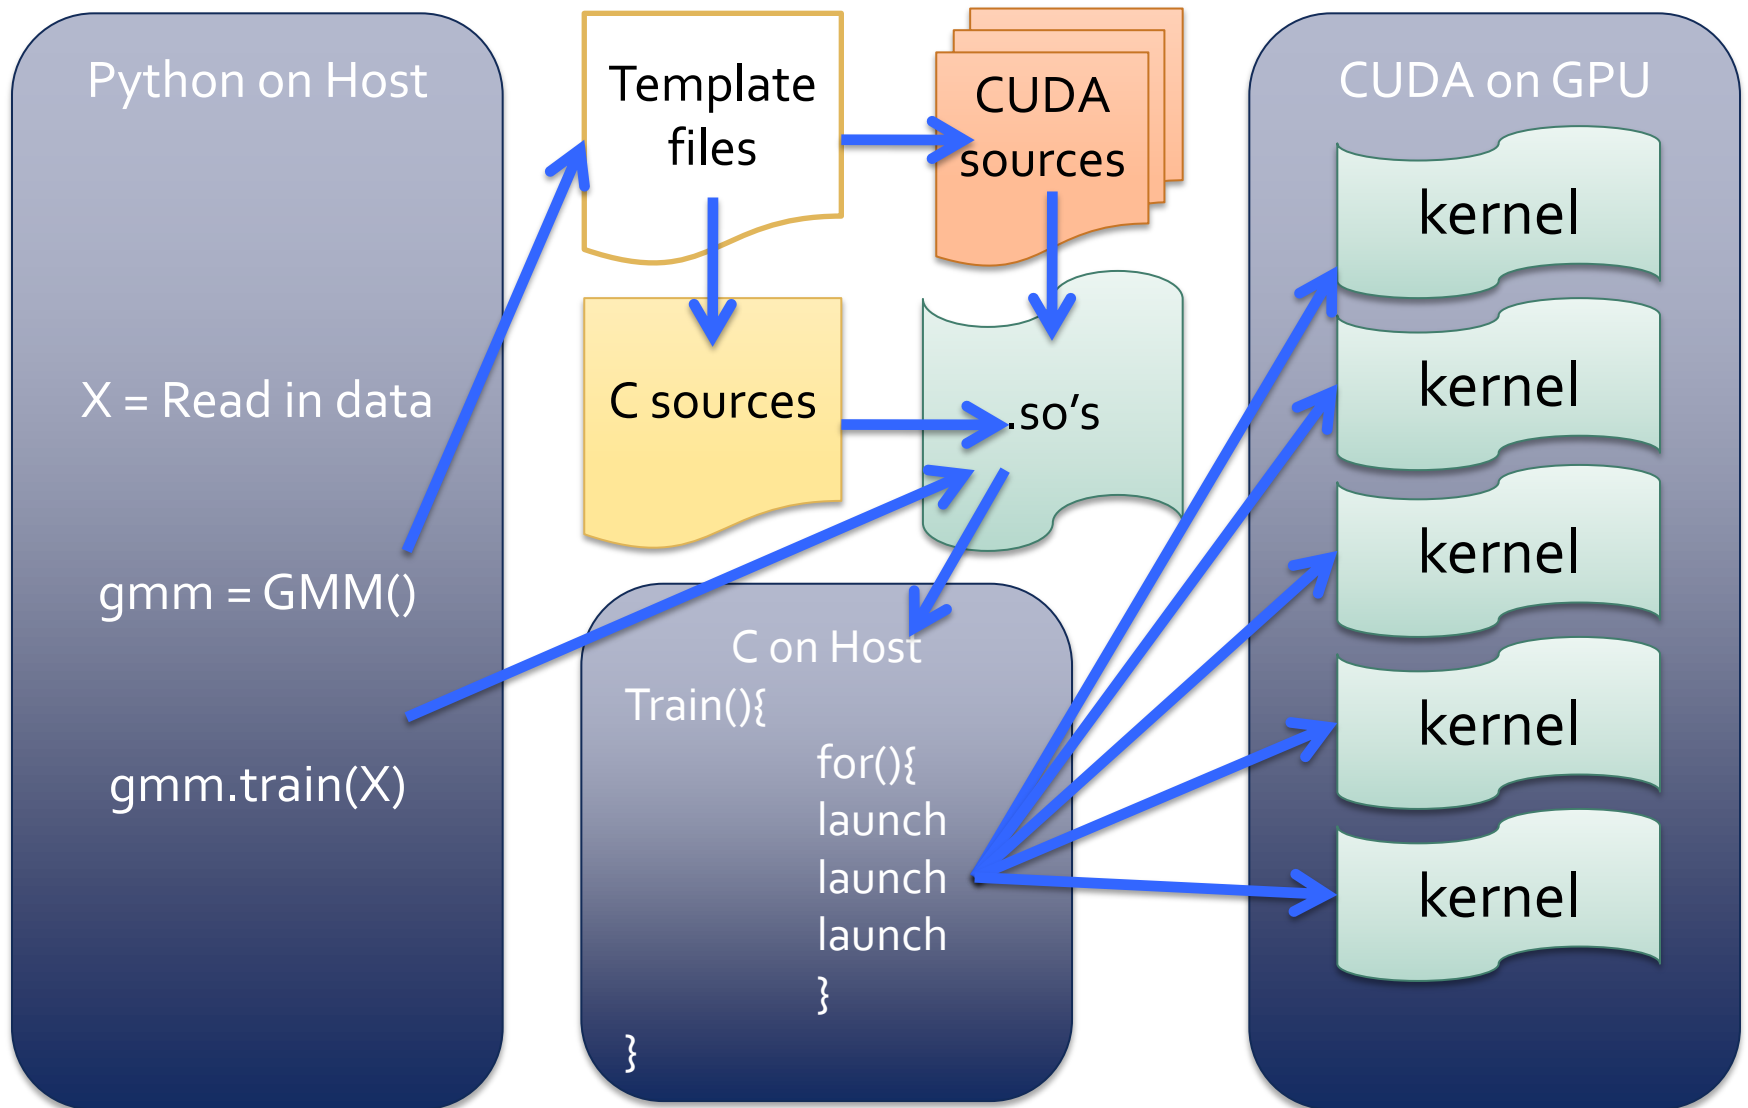 Python on Host
X = Read in data
gmm = GMM()
gmm.train(X)
Template
files
CUDA
sources
C sources
.so’s
C on Host
Train(){
for(){
launch
launch
launch
}
}
CUDA on GPU
kernel
kernel
kernel
kernel
kernel